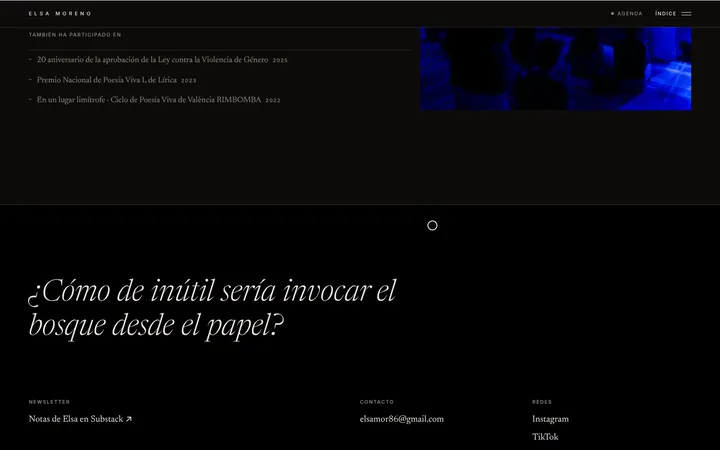 ELSA MORENO
AGENDA
ÍNDICE
TAMBIÉN HA PARTICIPADO EN
20 aniversario de la aprobación de la Ley contra la Violencia de Género 2025
Premio Nacional de Poesía Viva L de Lírica 2023
En un lugar limítrofe - Ciclo de Poesía Viva de València RIMBOMBA 2022
¿Cómo de inútil sería invocar el
bosque desde el papel?
NEWSLETTER
Notas de Elsa en Substack ↗
CONTACTO
elsamor86@gmail.com
REDES
Instagram
TikTok